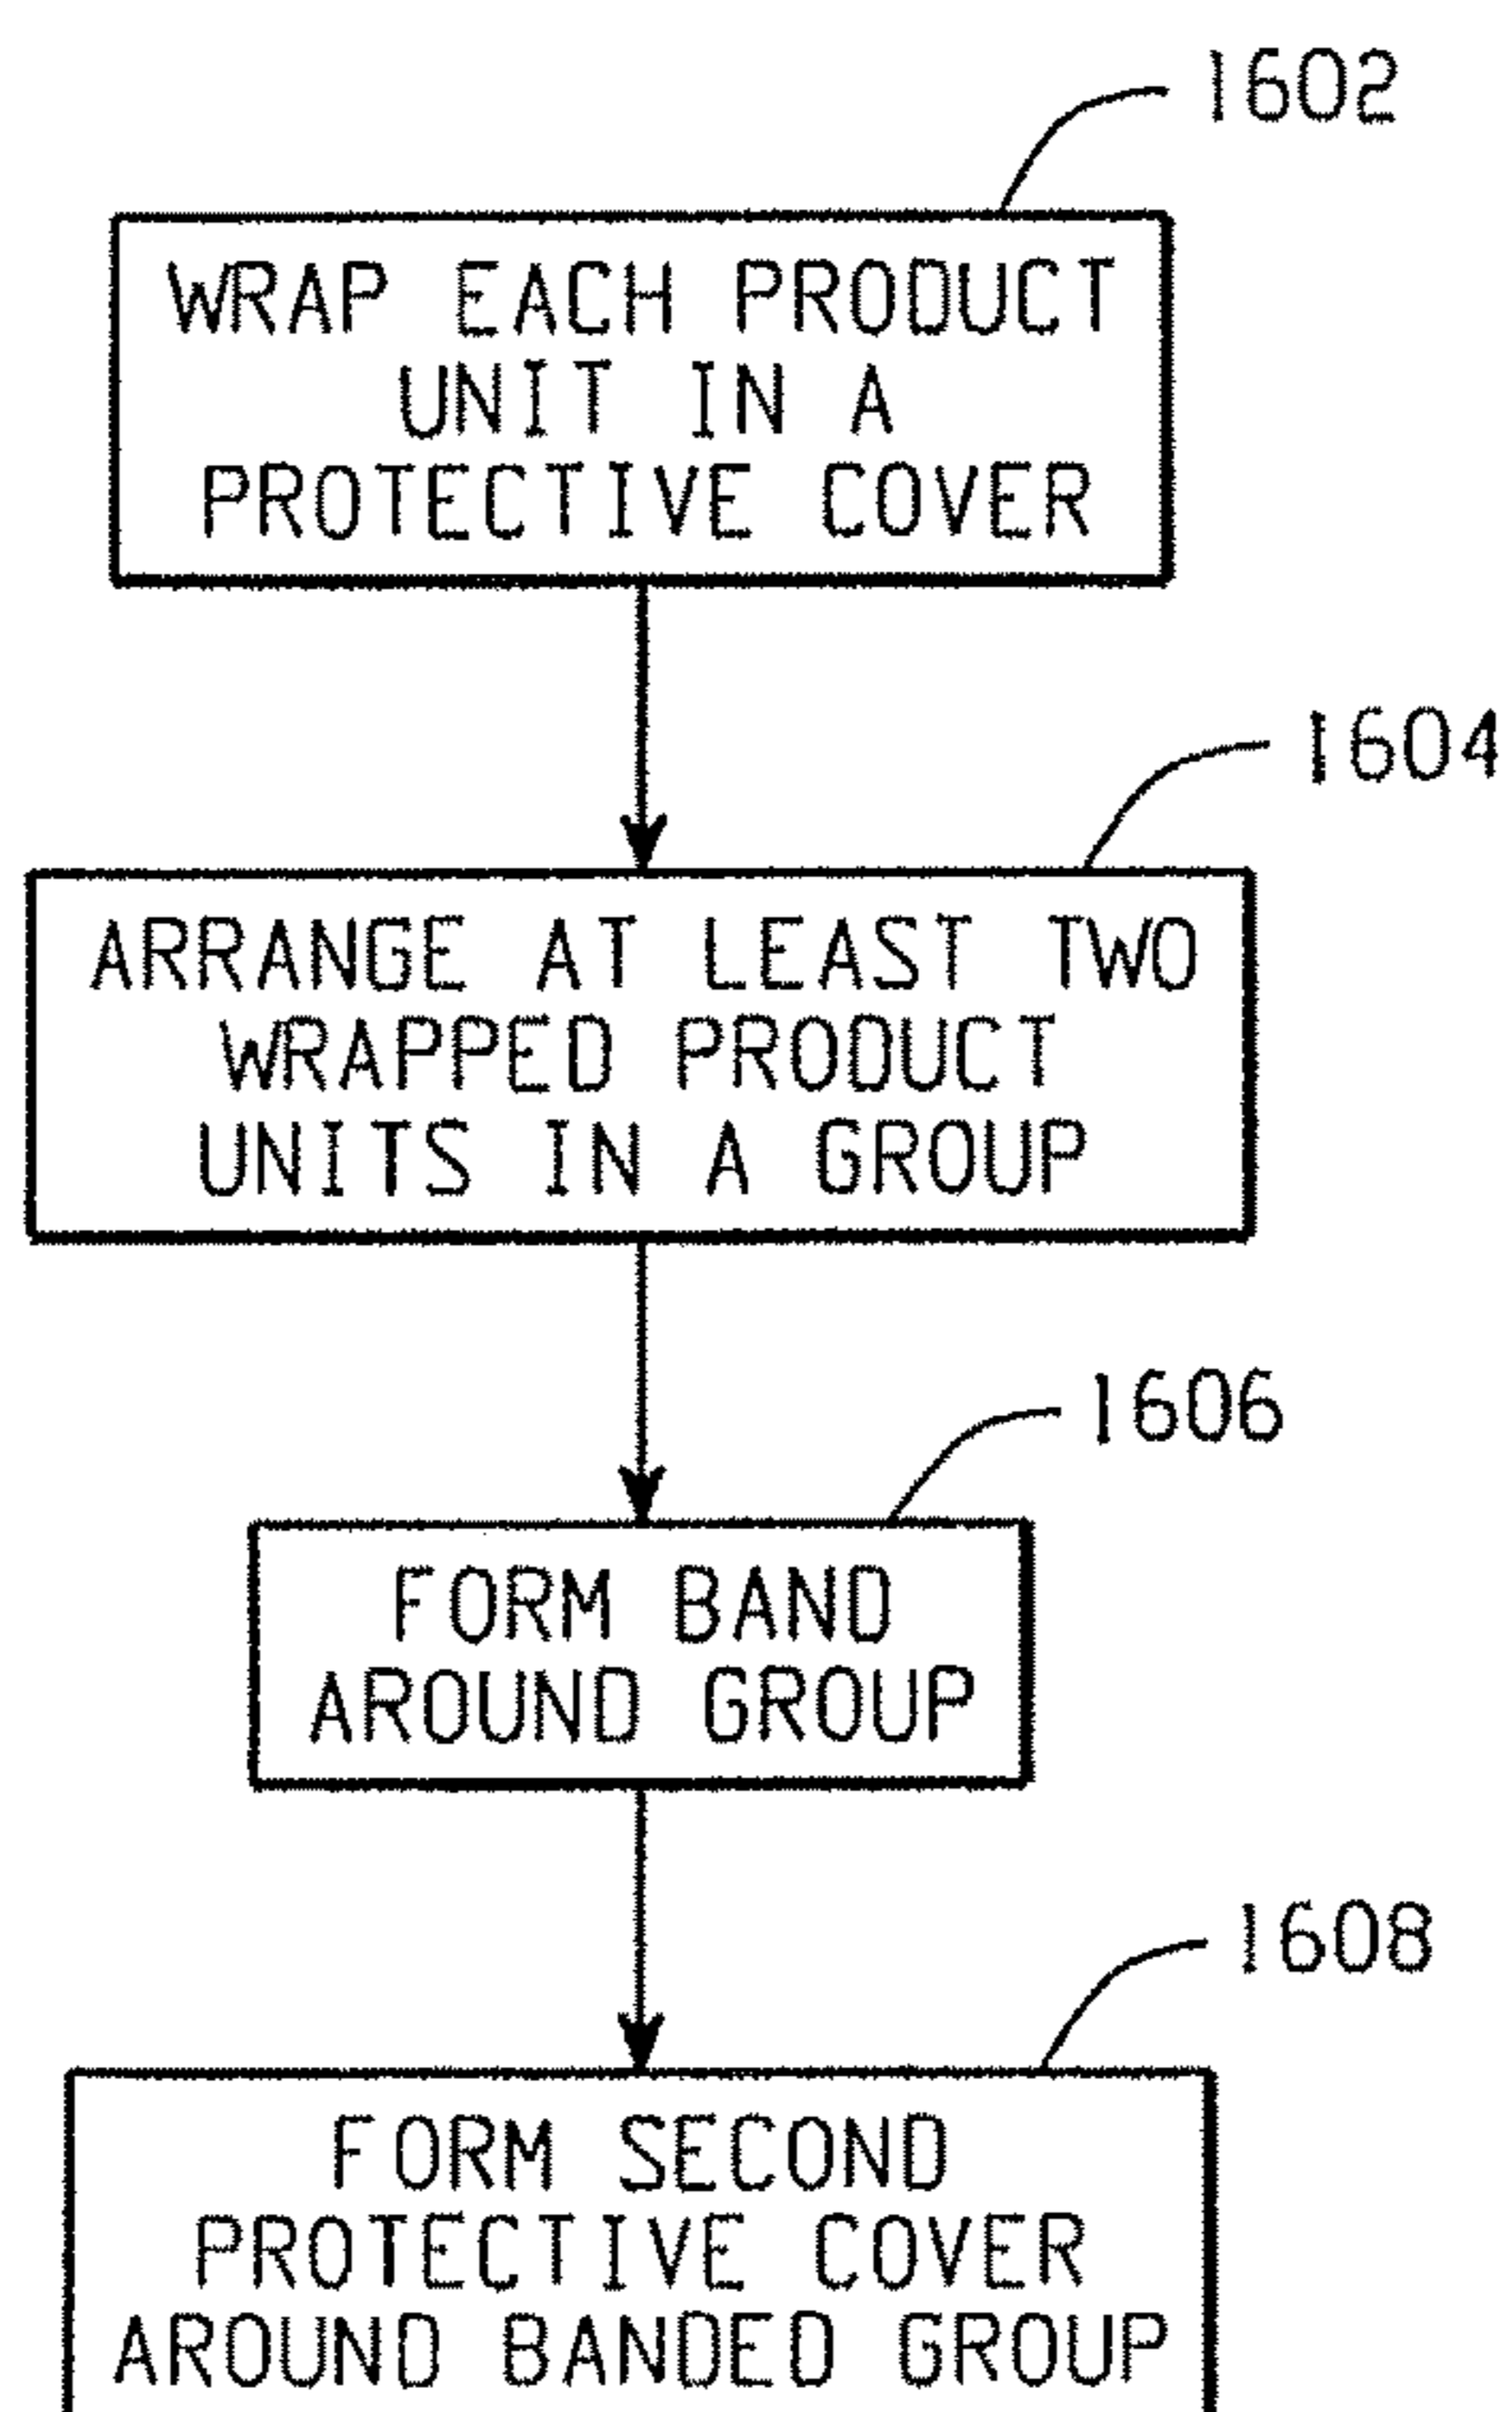 1602
WRAP EACH PRODUCT
UNIT IN A
PROTECTIVE COVER
1604
ARRANGE AT LEAST TWO
WRAPPED PRODUCT
UNITS IN A GROUP
1606
FORM BAND
AROUND GROUP
1608
FORM SECOND
PROTECTIVE COVER
AROUND BANDED GROUP